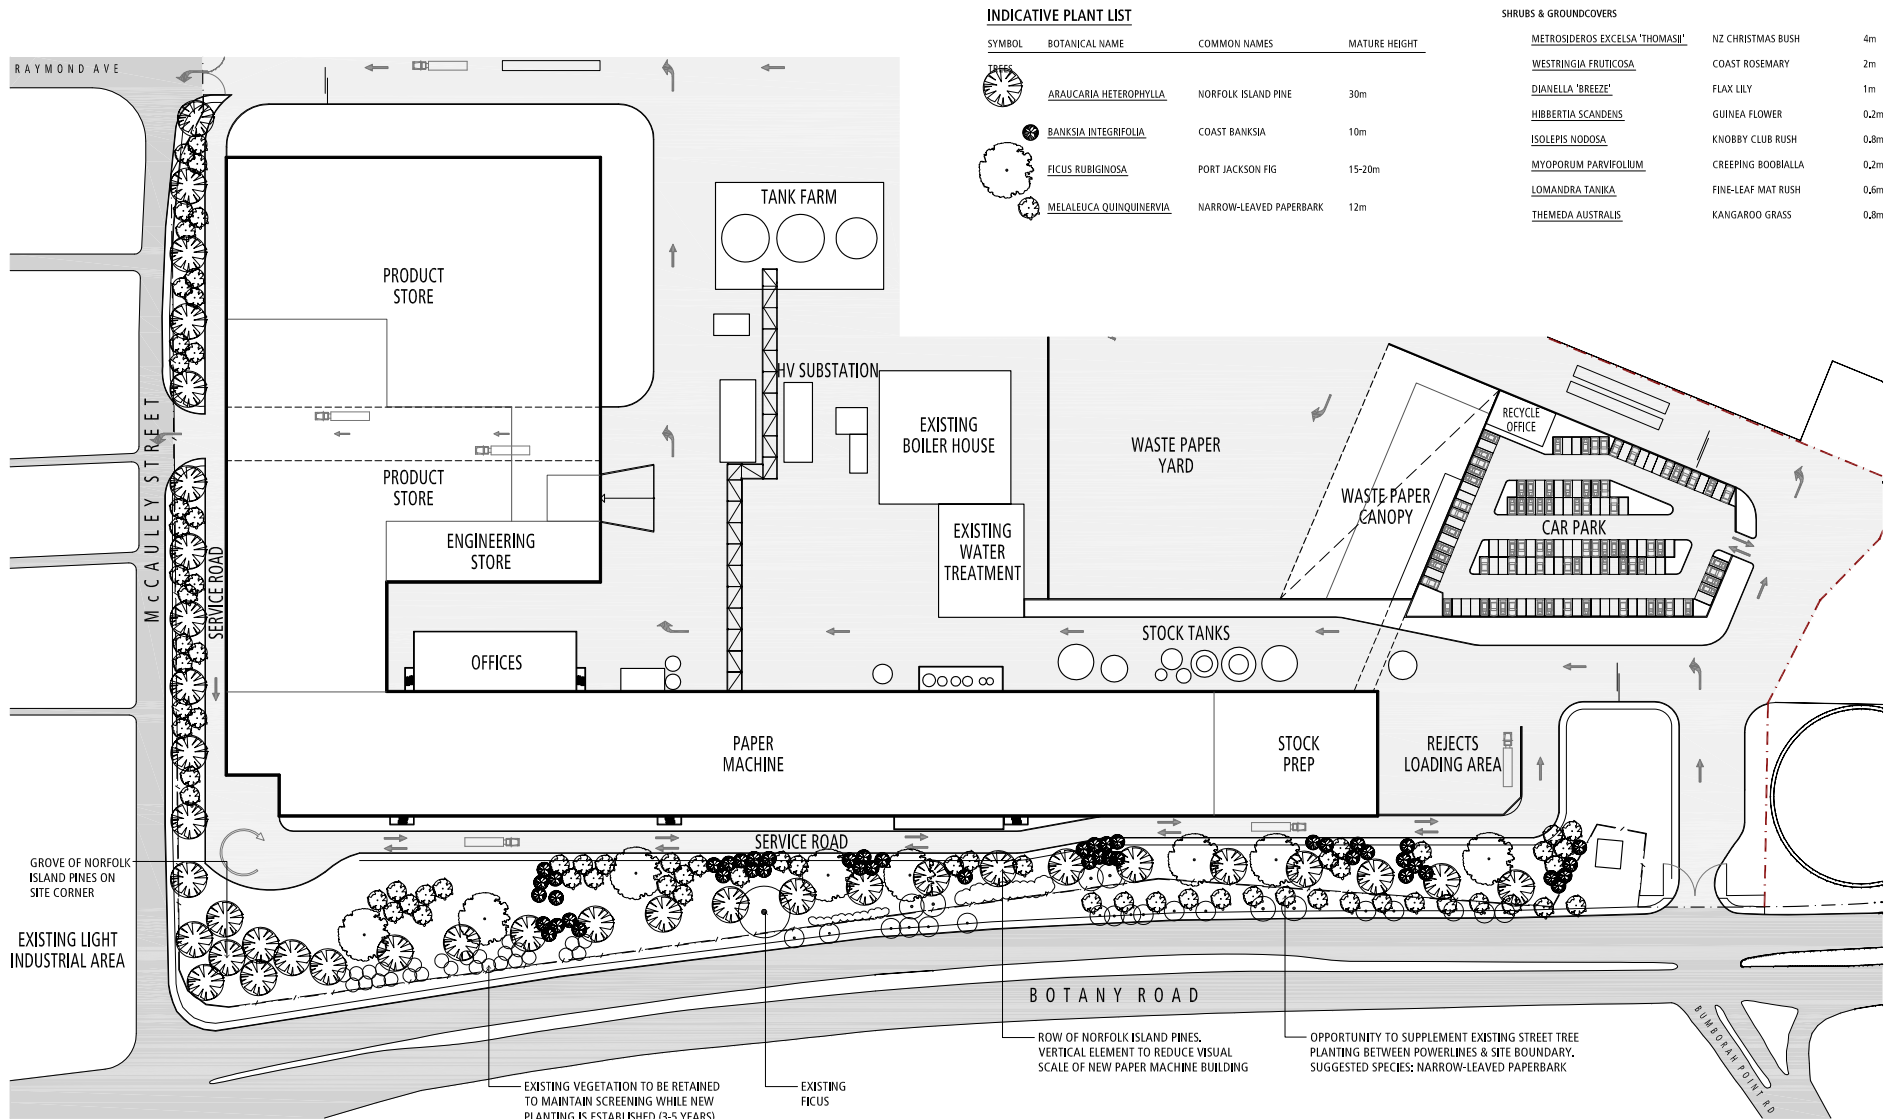 INDICATIVE PLANT LIST
SYMBOL BOTANICAL NAME COMMON NAMES MATURE HEIGHT
TREES
ARAUCARIA HETEROPHYLLA NORFOLK ISLAND PINE 30m
BANKSIA INTEGRIFOLIA COAST BANKSIA 10m
FICUS RUBIGINOSA PORT JACKSON FIG 15-20m
MELALEUCA QUINQUINERVIA NARROW-LEAVED PAPERBARK 12m
SHRUBS & GROUNDCOVERS
METROSIDEROS EXCELSA 'THOMASII' NZ CHRISTMAS BUSH 4m
WESTRINGIA FRUTICOSA COAST ROSEMARY 2m
DIANELLA 'BREEZE' FLAX LILY 1m
HIBBERTIA SCANDENS GUINEA FLOWER 0.2m
ISOLEPIS NODOSA KNOBBY CLUB RUSH 0.8m
MYOPORUM PARVIFOLIUM CREEPING BOOBIALLA 0.2m
LOMANDRA TANIKA FINE-LEAF MAT RUSH 0.6m
THEMEDA AUSTRALIS KANGAROO GRASS 0.8m
RAYMOND AVE
McCAULEY STREET
SERVICE ROAD
PRODUCT
STORE
PRODUCT
STORE
ENGINEERING
STORE
OFFICES
TANK FARM
HV SUBSTATION
EXISTING
BOILER HOUSE
EXISTING
WATER
TREATMENT
WASTE PAPER
YARD
WASTE PAPER
CANOPY
RECYCLE
OFFICE
CAR PARK
STOCK TANKS
PAPER
MACHINE
STOCK
PREP
REJECTS
LOADING AREA
SERVICE ROAD
GROVE OF NORFOLK
ISLAND PINES ON
SITE CORNER
EXISTING LIGHT
INDUSTRIAL AREA
BOTANY ROAD
BUMBORAH POINT RD
ROW OF NORFOLK ISLAND PINES.
VERTICAL ELEMENT TO REDUCE VISUAL
SCALE OF NEW PAPER MACHINE BUILDING
OPPORTUNITY TO SUPPLEMENT EXISTING STREET TREE
PLANTING BETWEEN POWERLINES & SITE BOUNDARY.
SUGGESTED SPECIES: NARROW-LEAVED PAPERBARK
EXISTING VEGETATION TO BE RETAINED
TO MAINTAIN SCREENING WHILE NEW
PLANTING IS ESTABLISHED (3-5 YEARS)
EXISTING
FICUS